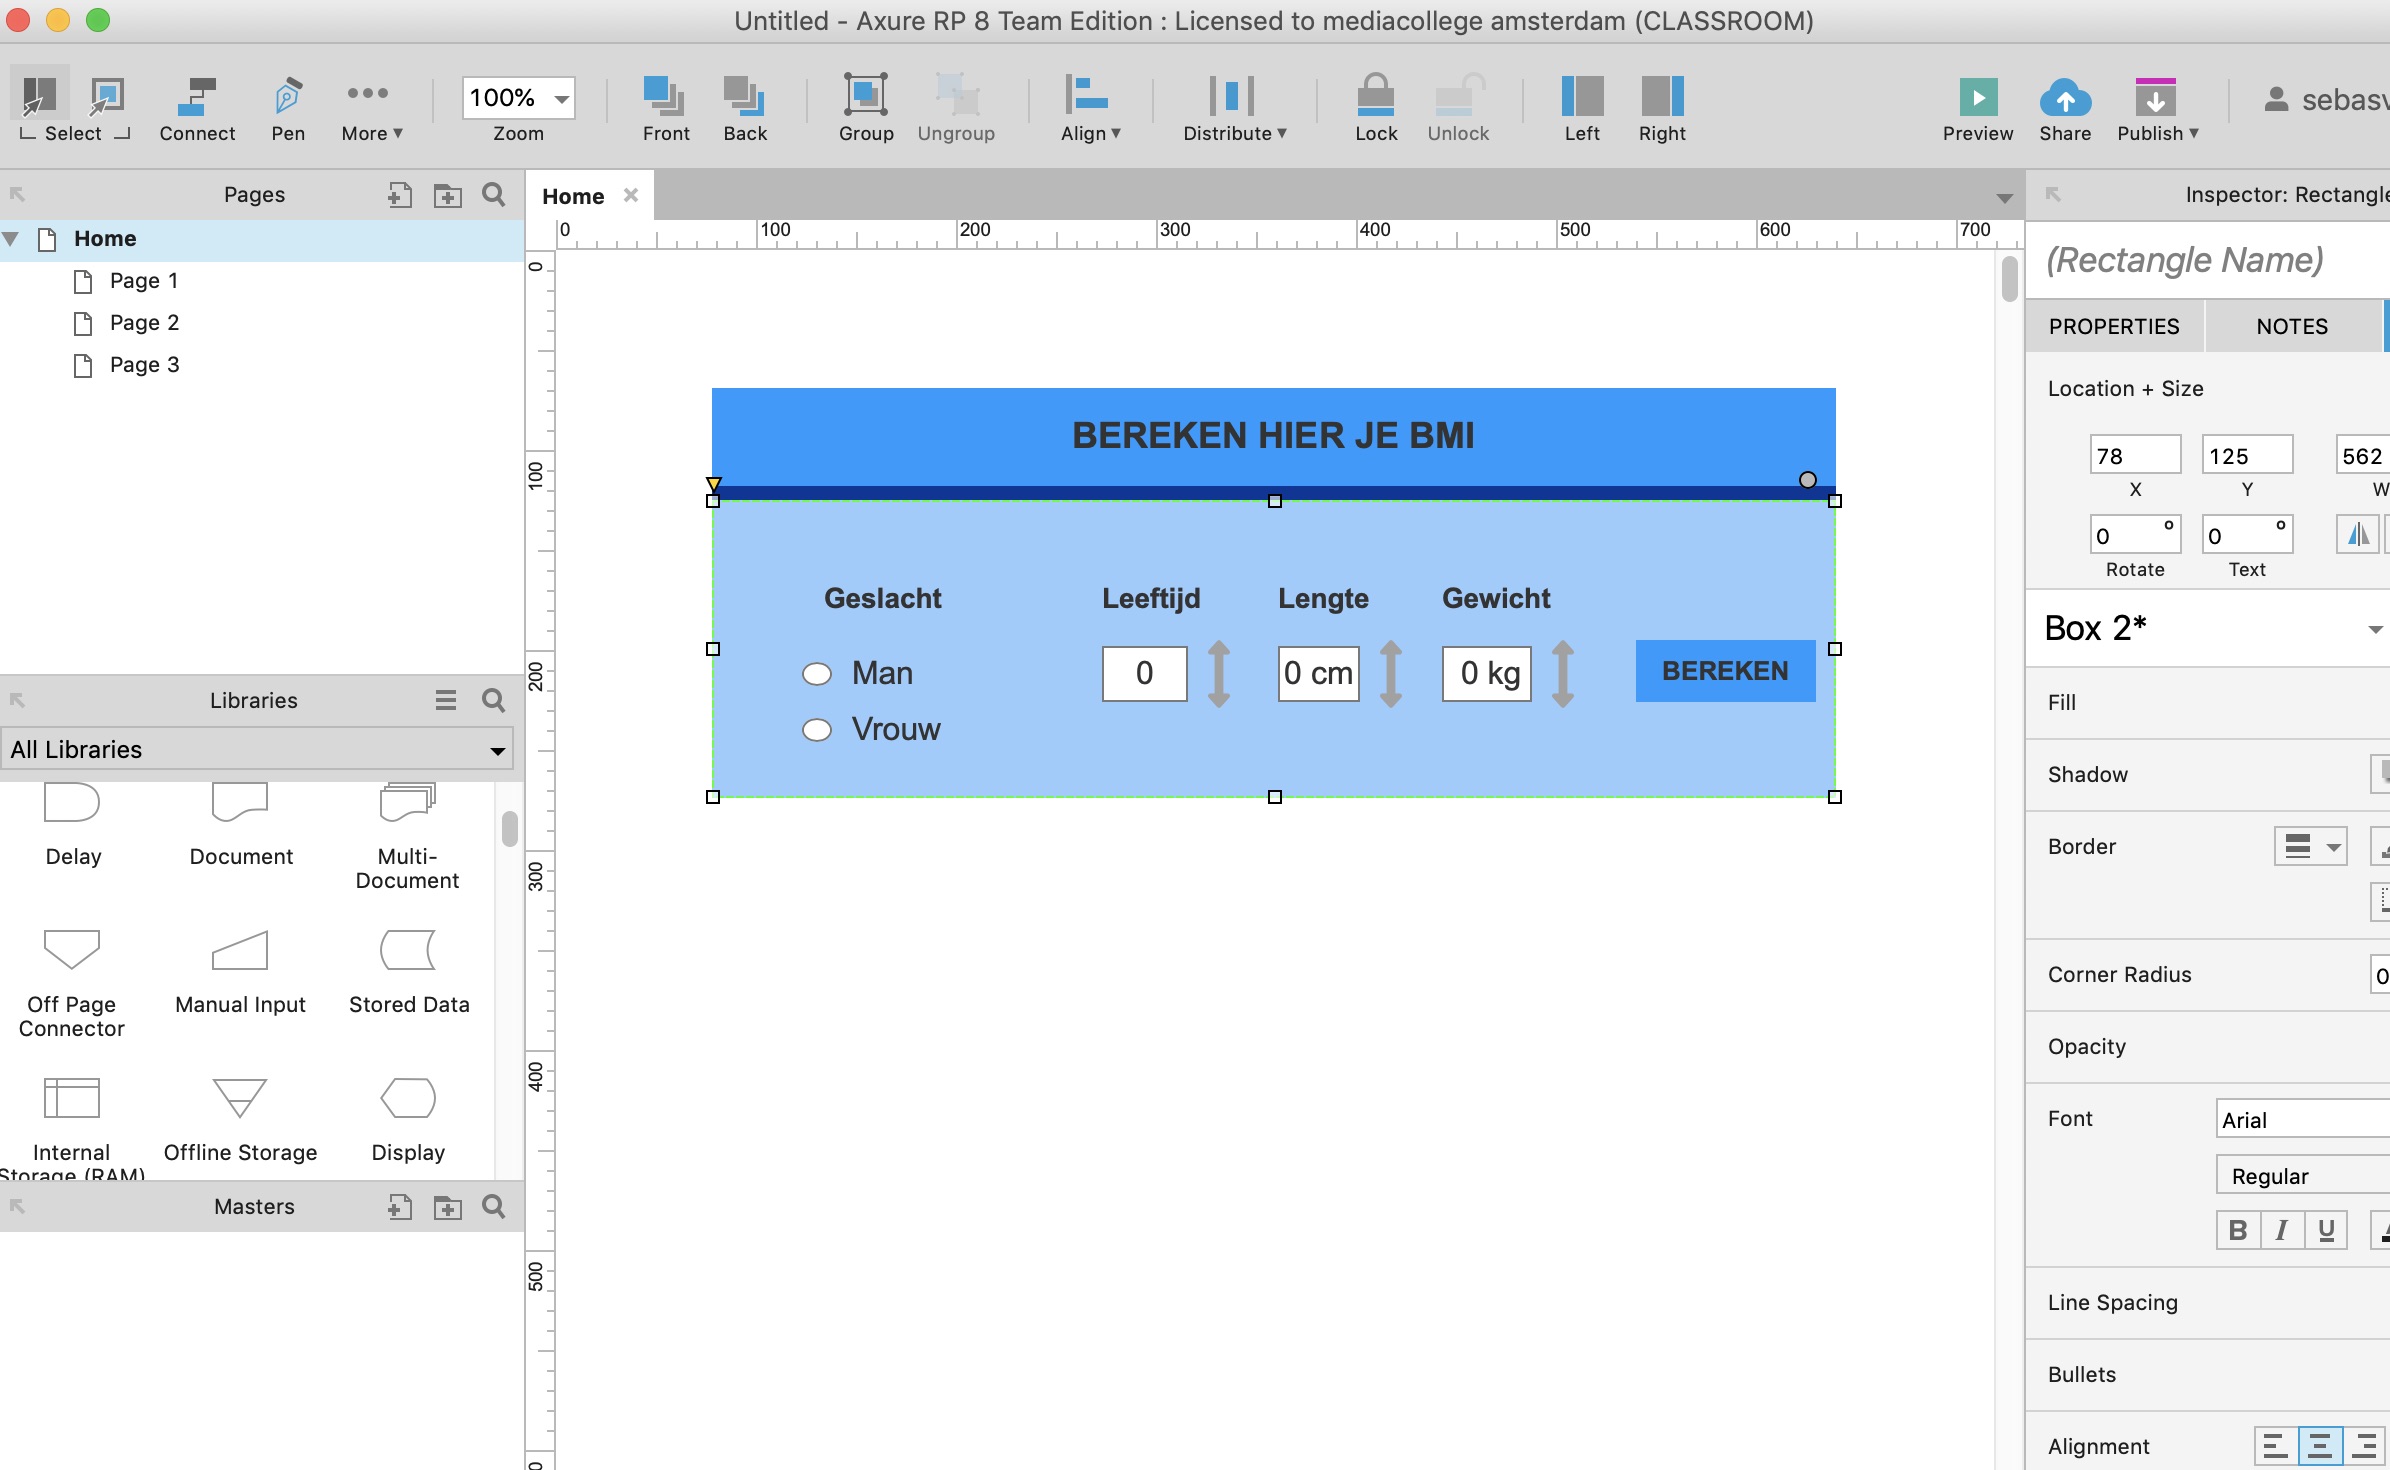 Untitled - Axure RP 8 Team Edition : Licensed to mediacollege amsterdam (CLASSROOM)
Select
Connect
Pen
More
100%
Zoom
Front
Back
Group
Ungroup
Align
Distribute
Lock
Unlock
Left
Right
Preview
Share
Publish
Pages
Home
Page 1
Page 2
Page 3
Libraries
All Libraries
Delay
Document
Multi-
Document
Off Page
Connector
Manual Input
Stored Data
Internal
Storage (RAM)
Offline Storage
Display
Masters
Home
0 100 200 300 400 500 600 700
0
100
200
300
400
500
BEREKEN HIER JE BMI
Geslacht
Leeftijd
Lengte
Gewicht
Man
0
0 cm
0 kg
BEREKEN
Vrouw
Inspector: Rectangle
(Rectangle Name)
PROPERTIES
NOTES
Location + Size
78
125
562
X
Y
W
0 °
0 °
Rotate
Text
Box 2*
Fill
Shadow
Border
Corner Radius
0
Opacity
Font
Arial
Regular
B I U
Line Spacing
Bullets
Alignment